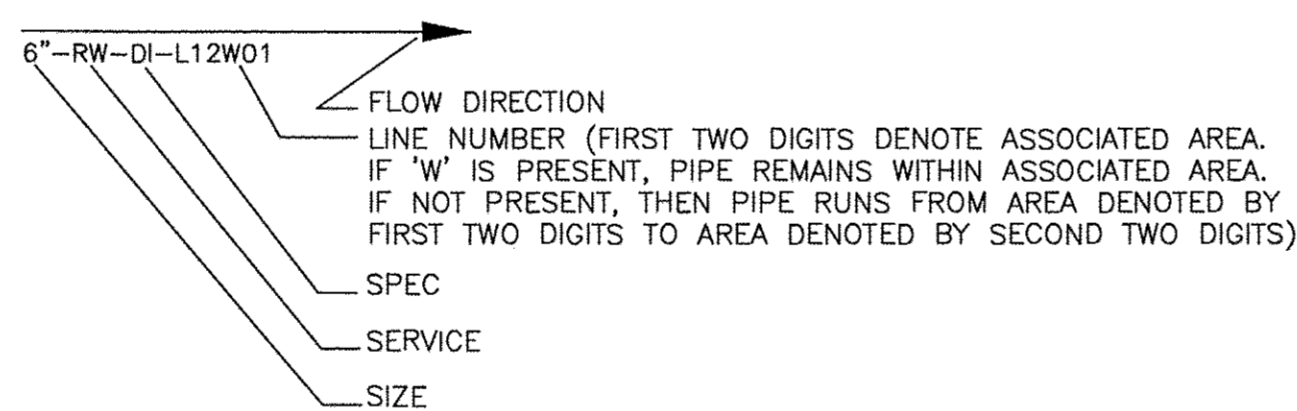 6"-RW-DI-L12W01
FLOW DIRECTION
LINE NUMBER (FIRST TWO DIGITS DENOTE ASSOCIATED AREA.
IF 'W' IS PRESENT, PIPE REMAINS WITHIN ASSOCIATED AREA.
IF NOT PRESENT, THEN PIPE RUNS FROM AREA DENOTED BY
FIRST TWO DIGITS TO AREA DENOTED BY SECOND TWO DIGITS)
SPEC
SERVICE
SIZE